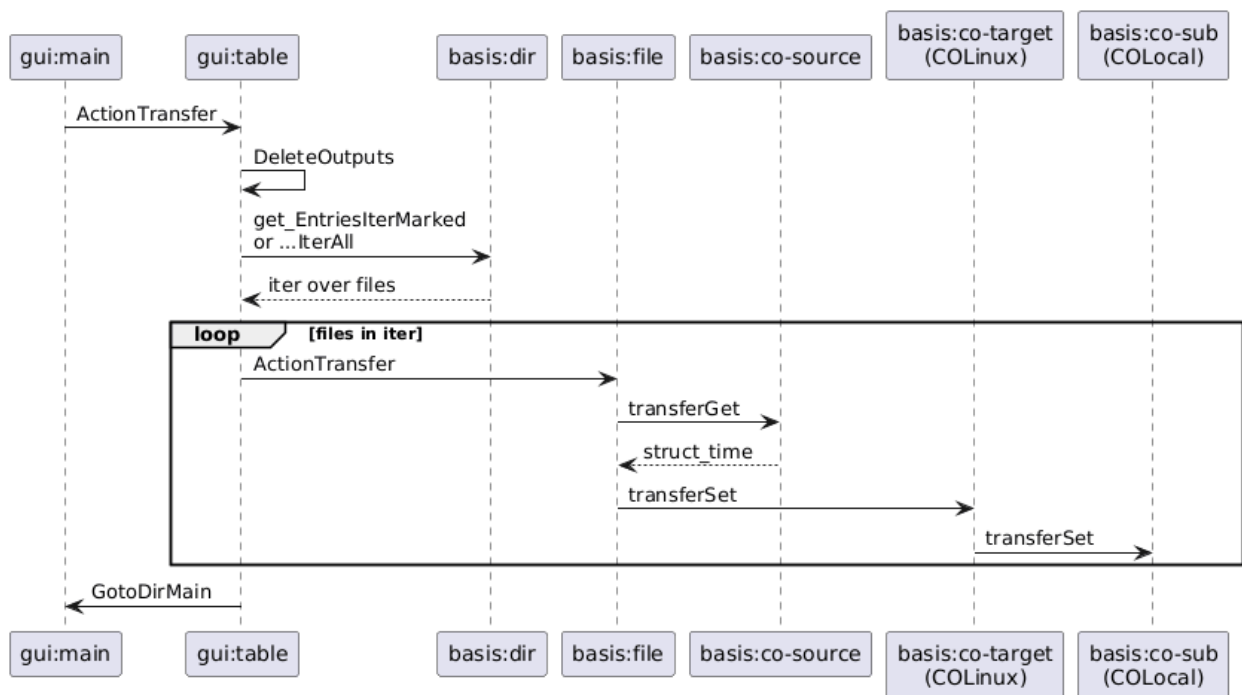 gui:main
gui:table
basis:dir
basis:file
basis:co-source
basis:co-target
(COLinux)
basis:co-sub
(COLocal)
ActionTransfer
DeleteOutputs
get_EntriesIterMarked
or ...IterAll
iter over files
loop
[files in iter]
ActionTransfer
transferGet
struct_time
transferSet
transferSet
GotoDirMain
gui:main
gui:table
basis:dir
basis:file
basis:co-source
basis:co-target
(COLinux)
basis:co-sub
(COLocal)